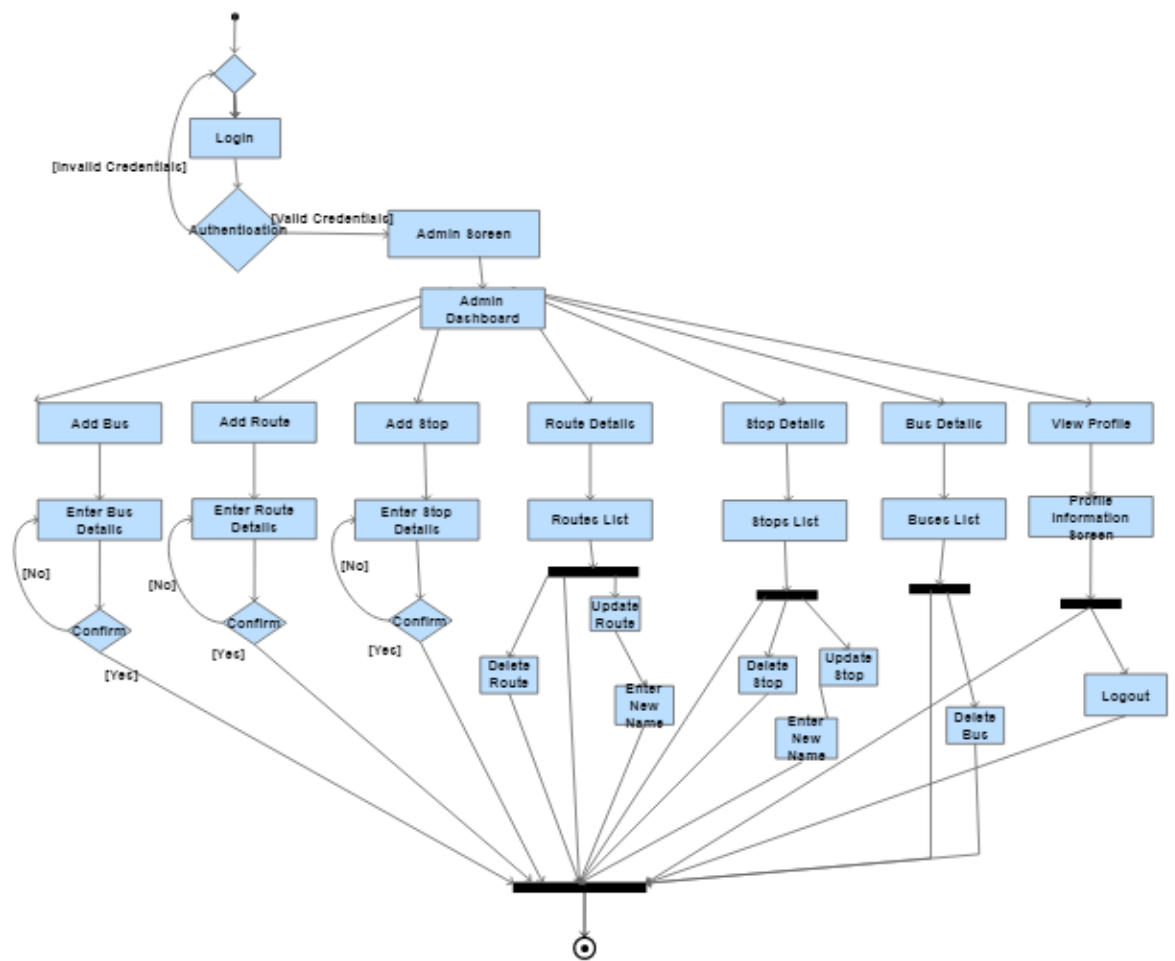 Login
[Invalid Credentials]
[Valid Credentials]
Authentication
Admin Screen
Admin
Dashboard
Add Bus
Add Route
Add Stop
Route Details
Stop Details
Bus Details
View Profile
Enter Bus
Details
Enter Route
Details
Enter Stop
Details
Routes List
Stops List
Buses List
Profile
Information
Screen
[No]
[No]
[No]
Confirm
Confirm
Confirm
[Yes]
[Yes]
[Yes]
Update
Route
Delete
Route
Enter
New
Name
Delete
Stop
Update
Stop
Enter
New
Name
Delete
Bus
Logout